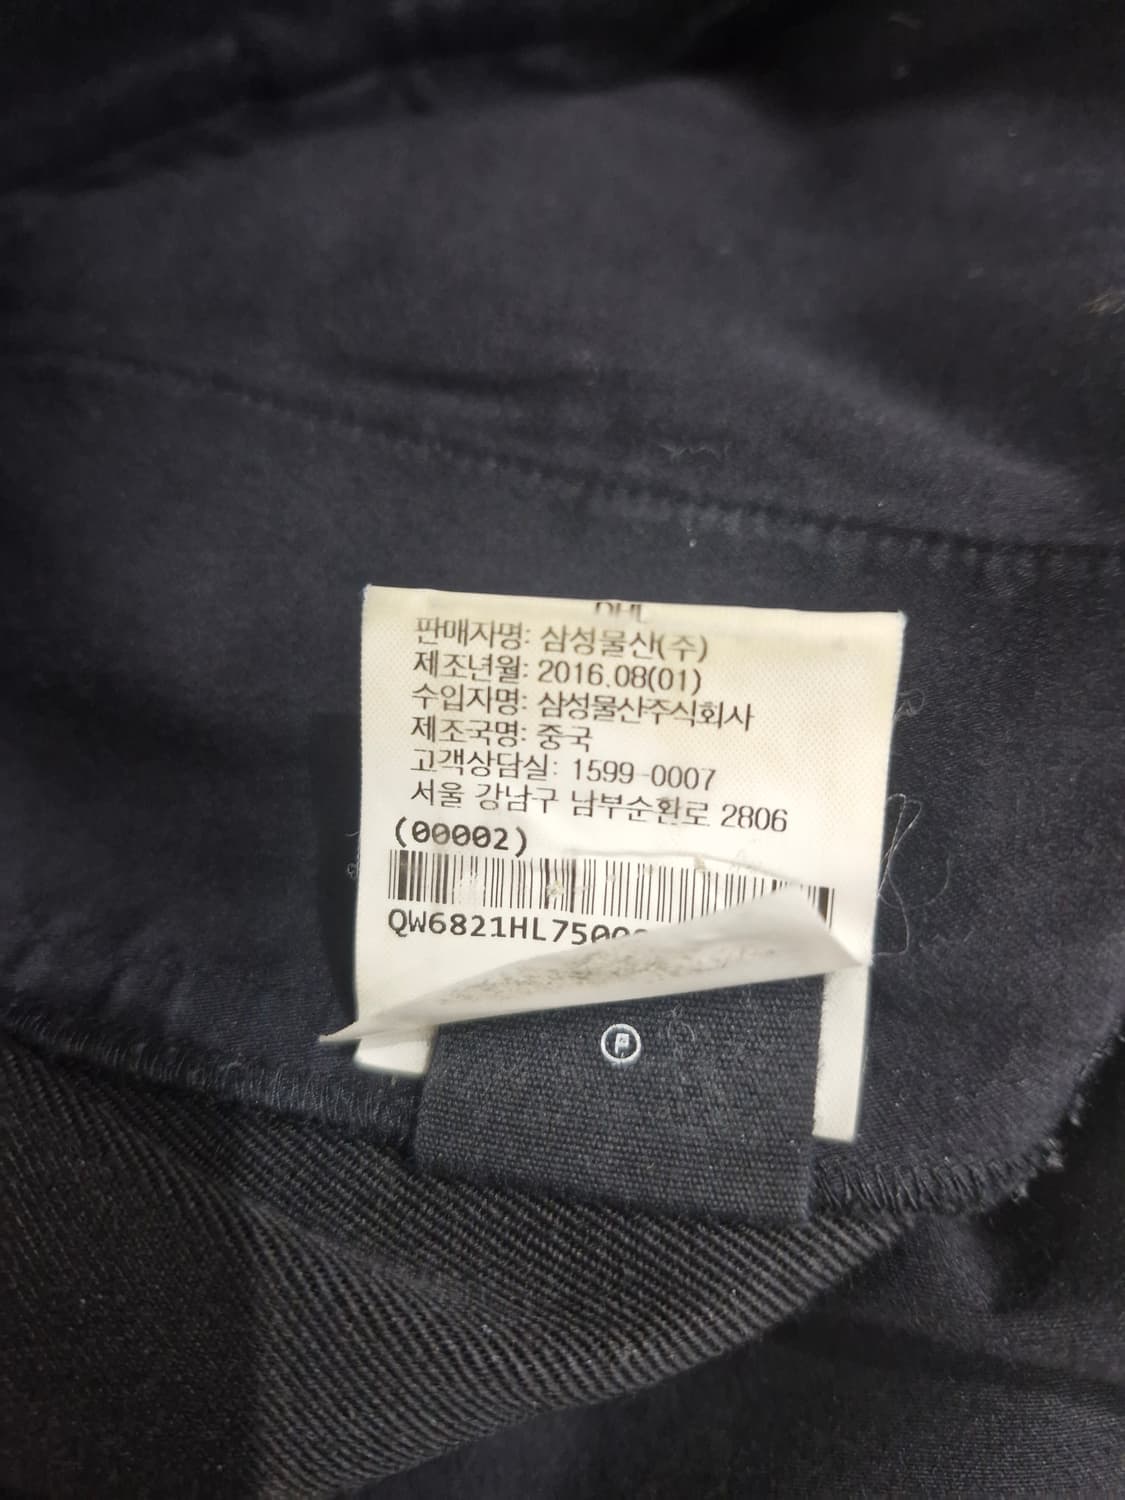 판매자명: 삼성물산(주)
제조년월: 2016.08(01)
수입자명: 삼성물산주식회사
제조국명: 중국
고객상담실: 1599-0007
서울 강남구 남부순환로 2806
(00002)
P